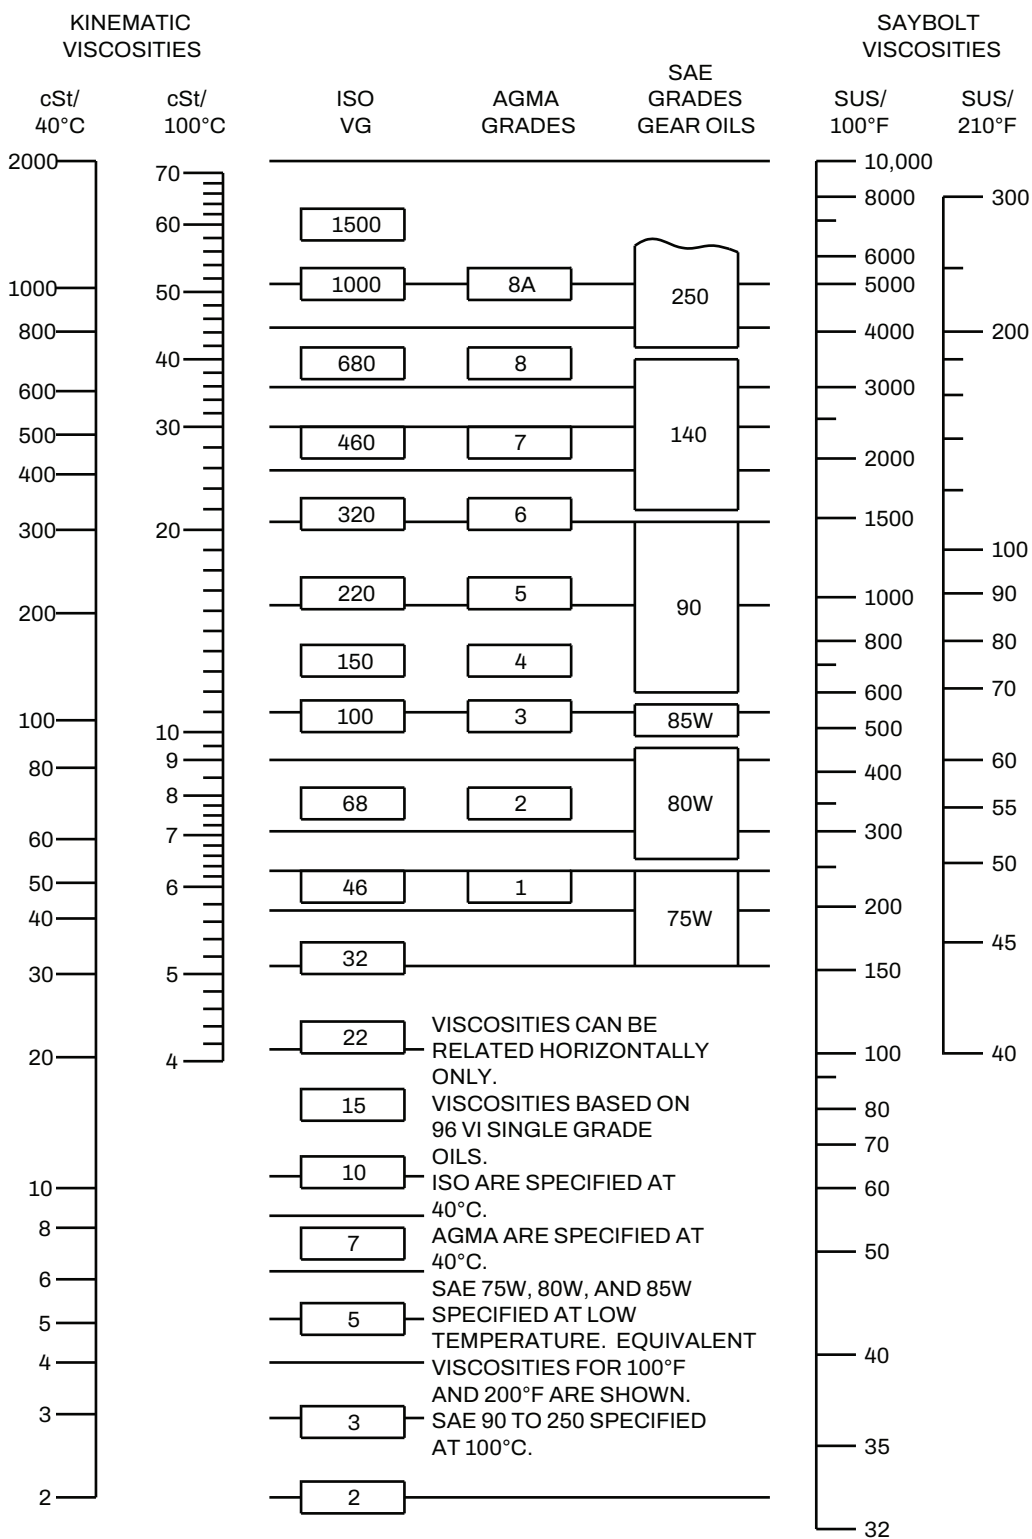 KINEMATIC
VISCOSITIES
SAYBOLT
VISCOSITIES
cSt/
40°C
cSt/
100°C
ISO
VG
AGMA
GRADES
SAE
GRADES
GEAR OILS
SUS/
100°F
SUS/
210°F
2000
1000
800
600
500
400
300
200
100
80
60
50
40
30
20
10
8
6
5
4
3
2
70
60
50
40
30
20
10
9
8
7
6
5
4
1500
1000
680
460
320
220
150
100
68
46
32
22
15
10
7
5
3
2
8A
8
7
6
5
4
3
2
1
250
140
90
85W
80W
75W
VISCOSITIES CAN BE
RELATED HORIZONTALLY
ONLY.
VISCOSITIES BASED ON
96 VI SINGLE GRADE
OILS.
ISO ARE SPECIFIED AT
40°C.
AGMA ARE SPECIFIED AT
40°C.
SAE 75W, 80W, AND 85W
SPECIFIED AT LOW
TEMPERATURE. EQUIVALENT
VISCOSITIES FOR 100°F
AND 200°F ARE SHOWN.
SAE 90 TO 250 SPECIFIED
AT 100°C.
10,000
8000
6000
5000
4000
3000
2000
1500
1000
800
600
500
400
300
200
150
100
80
70
60
50
40
35
32
300
200
100
90
80
70
60
55
50
45
40